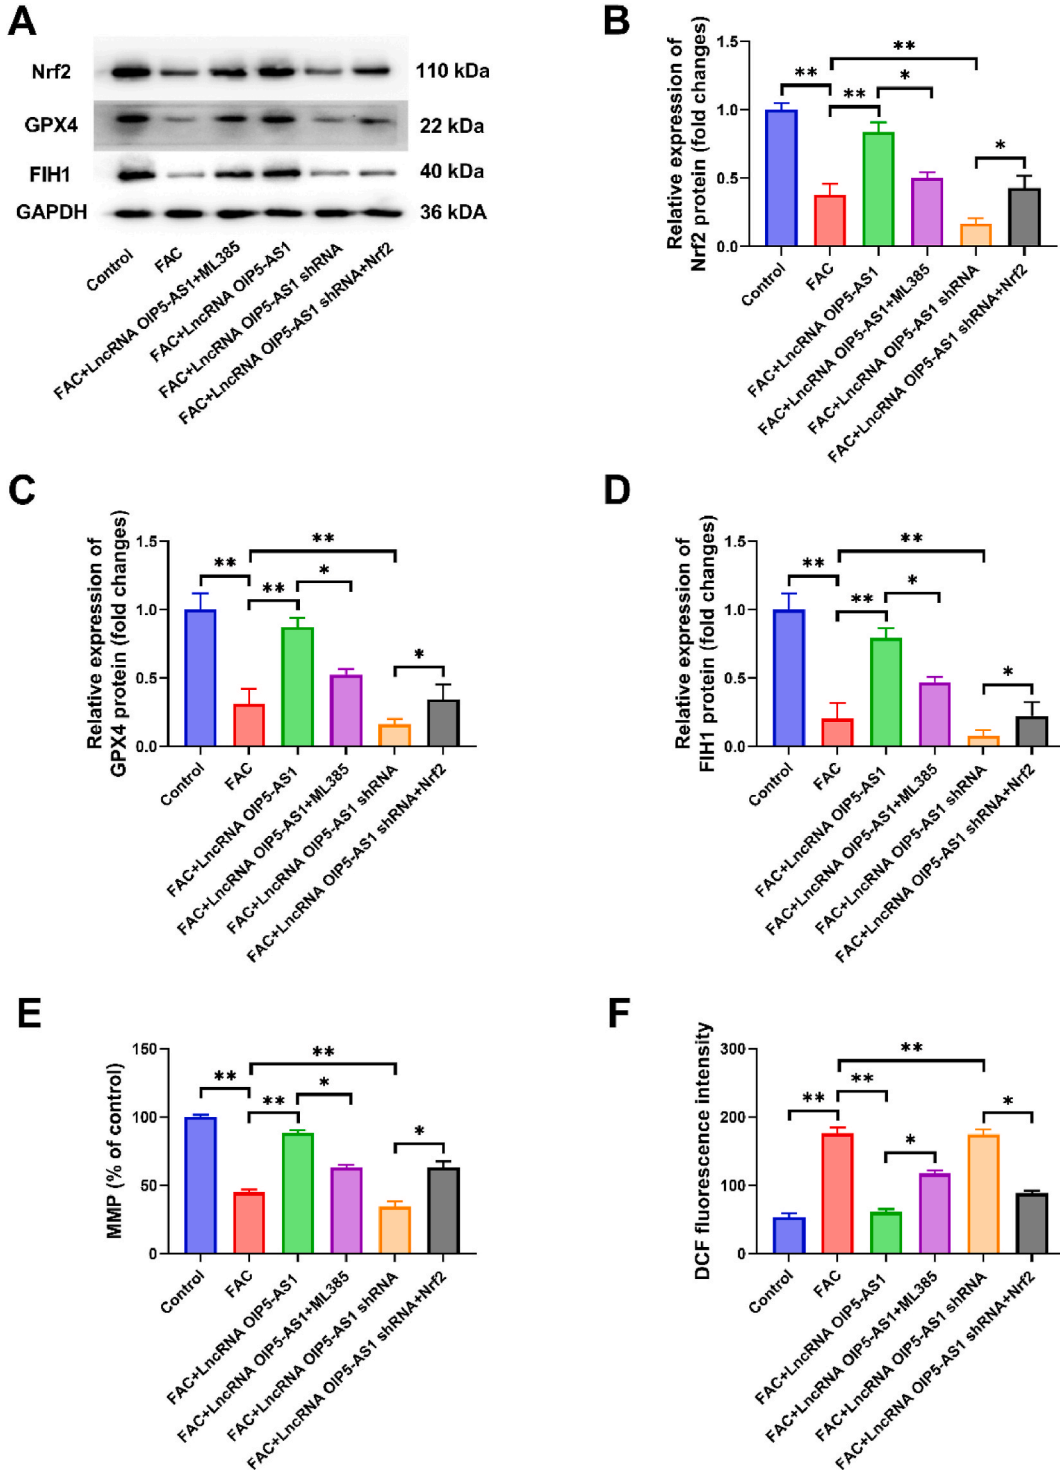 A
Nrf2
110 kDa
GPX4
22 kDa
FIH1
40 kDa
GAPDH
36 kDA
Control
FAC
FAC+LncRNA OIP5-AS1+ML385
FAC+LncRNA OIP5-AS1
FAC+LncRNA OIP5-AS1 shRNA
FAC+LncRNA OIP5-AS1 shRNA+Nrf2
B
Relative expression of
Nrf2 protein (fold changes)
1.5
1.0
0.5
0.0
**
**
**
*
*
Control
FAC
FAC+LncRNA OIP5-AS1
FAC+LncRNA OIP5-AS1+ML385
FAC+LncRNA OIP5-AS1 shRNA
FAC+LncRNA OIP5-AS1 shRNA+Nrf2
C
Relative expression of
GPX4 protein (fold changes)
1.5
1.0
0.5
0.0
**
**
**
*
*
Control
FAC
FAC+LncRNA OIP5-AS1
FAC+LncRNA OIP5-AS1+ML385
FAC+LncRNA OIP5-AS1 shRNA
FAC+LncRNA OIP5-AS1 shRNA+Nrf2
D
Relative expression of
FIH1 protein (fold changes)
1.5
1.0
0.5
0.0
**
**
**
*
*
Control
FAC
FAC+LncRNA OIP5-AS1
FAC+LncRNA OIP5-AS1+ML385
FAC+LncRNA OIP5-AS1 shRNA
FAC+LncRNA OIP5-AS1 shRNA+Nrf2
E
MMP (% of control)
150
100
50
0
**
**
**
*
*
Control
FAC
FAC+LncRNA OIP5-AS1
FAC+LncRNA OIP5-AS1+ML385
FAC+LncRNA OIP5-AS1 shRNA
FAC+LncRNA OIP5-AS1 shRNA+Nrf2
F
DCF fluorescence intensity
300
200
100
0
**
**
**
*
*
Control
FAC
FAC+LncRNA OIP5-AS1
FAC+LncRNA OIP5-AS1+ML385
FAC+LncRNA OIP5-AS1 shRNA
FAC+LncRNA OIP5-AS1 shRNA+Nrf2